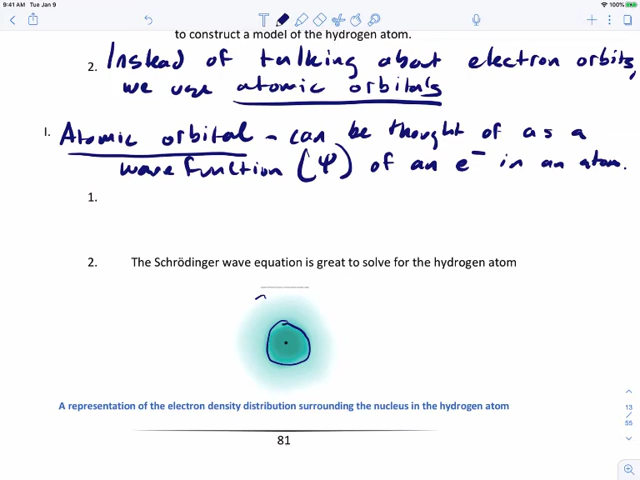 9:41 AM Tue Jan 9
100%
to construct a model of the hydrogen atom.
2. Instead of talking about electron orbits,
we use atomic orbitals
1. Atomic orbital - can be thought of as a
wave function (ψ) of an e⁻ in an atom.
1.
2. The Schrödinger wave equation is great to solve for the hydrogen atom
A representation of the electron density distribution surrounding the nucleus in the hydrogen atom
81
13
/
55